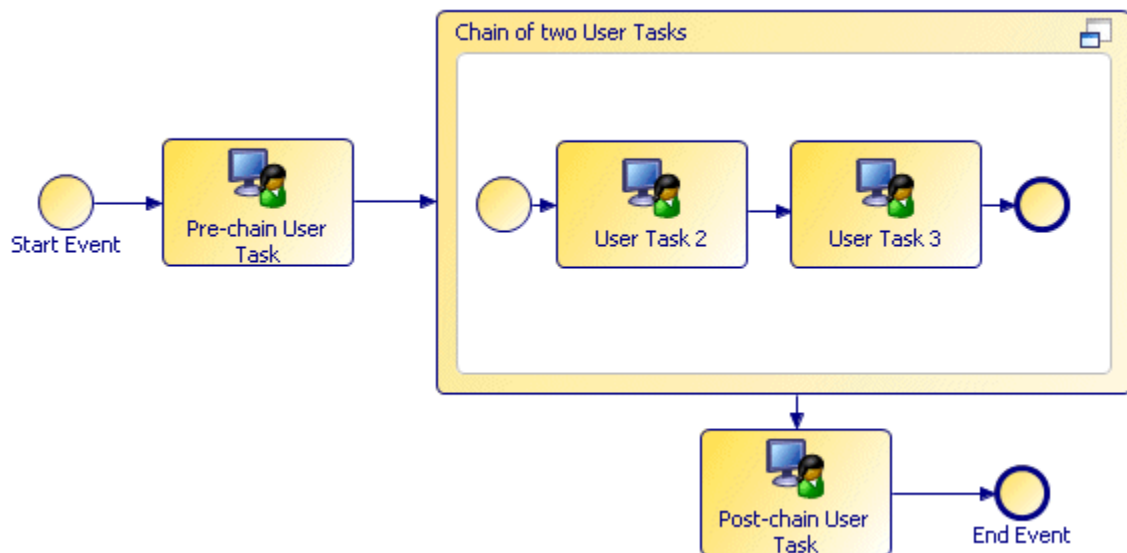 Chain of two User Tasks
Start Event
Pre-chain User
Task
User Task 2
User Task 3
Post-chain User
Task
End Event